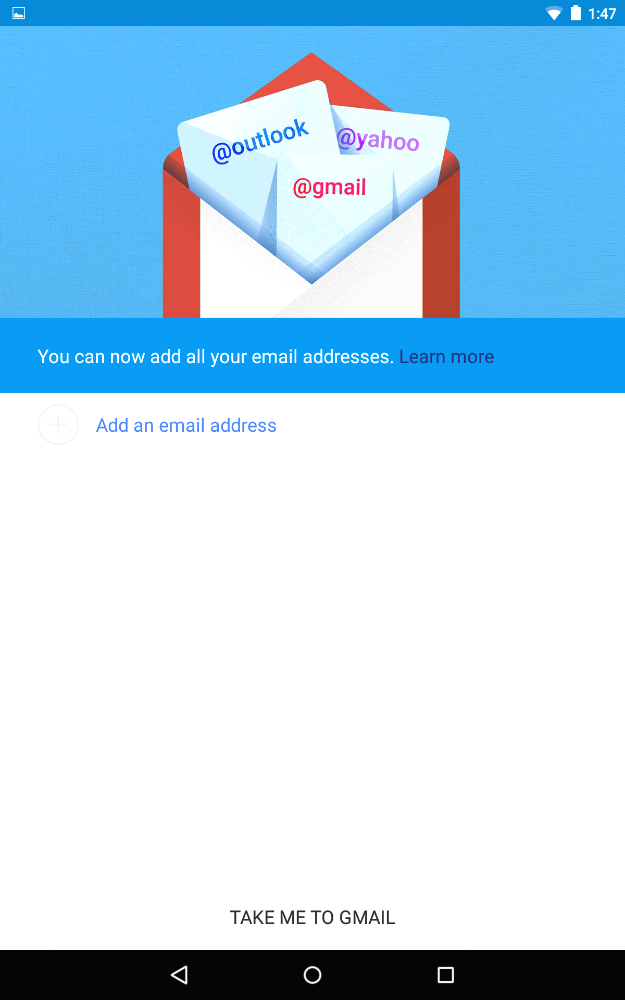 1:47
@outlook
@yahoo
@gmail
You can now add all your email addresses. Learn more
Add an email address
TAKE ME TO GMAIL